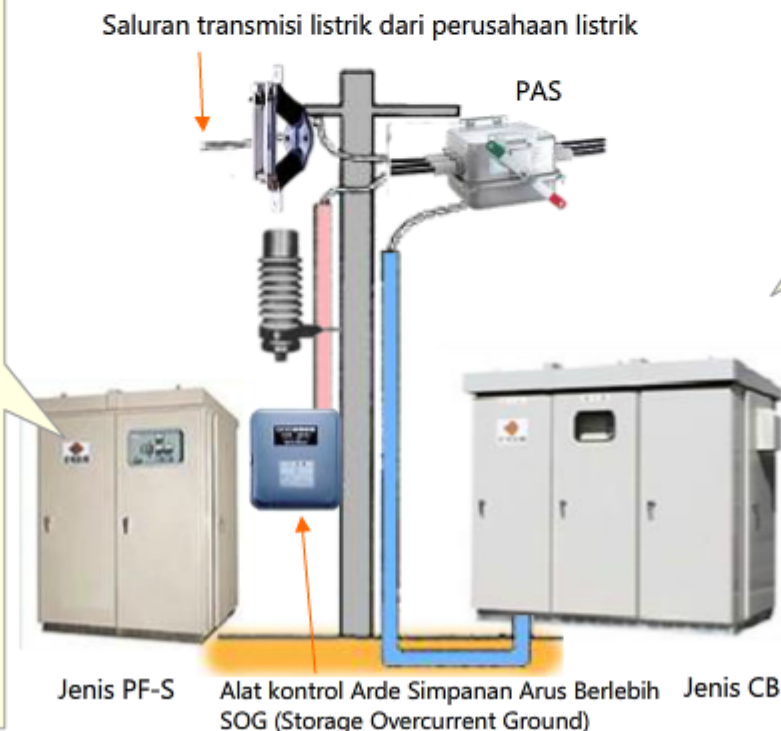 Saluran transmisi listrik dari perusahaan listrik
PAS
Jenis PF-S
Alat kontrol Arde Simpanan Arus Berlebih
SOG (Storage Overcurrent Ground)
Jenis CB